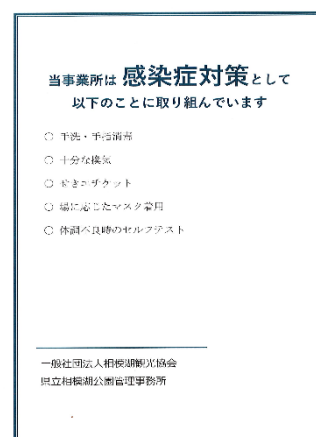 当事業所は 感染症対策として
以下のことに取り組んでいます
○ 手洗・手指消毒
○ 十分な換気
○ せきエチケット
○ 場に応じたマスク着用
○ 体調不良時のセルフテスト
一般社団法人相模湖観光協会
県立相模湖公園管理事務所